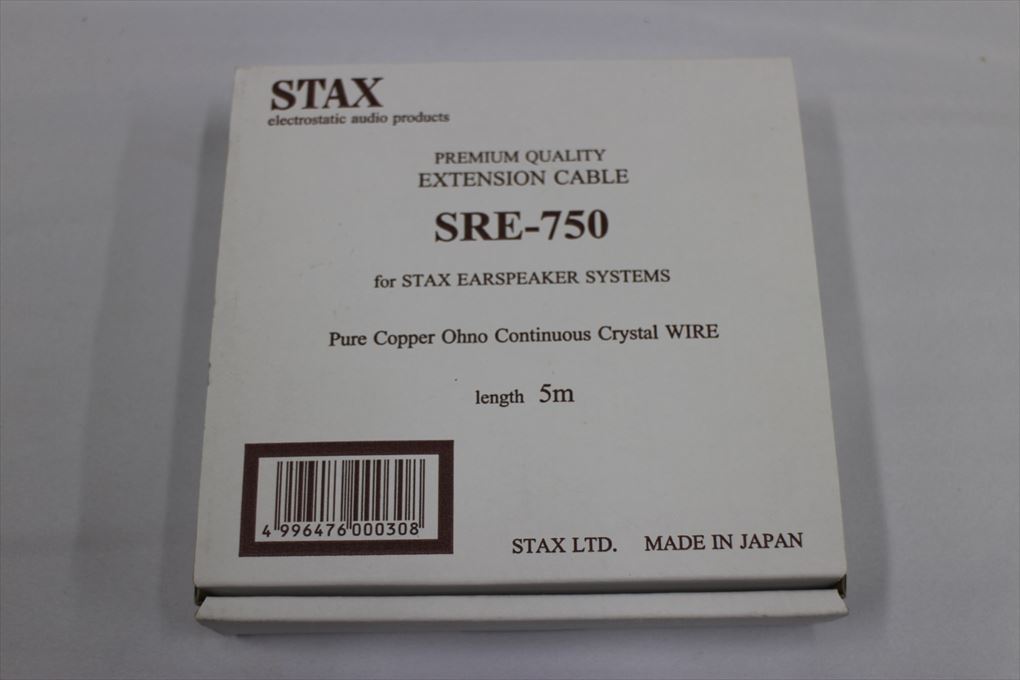 STAX
electrostatic audio products
PREMIUM QUALITY
EXTENSION CABLE
SRE-750
for STAX EARSPEAKER SYSTEMS
Pure Copper Ohno Continuous Crystal WIRE
length 5m
4 996476 000308
STAX LTD. MADE IN JAPAN